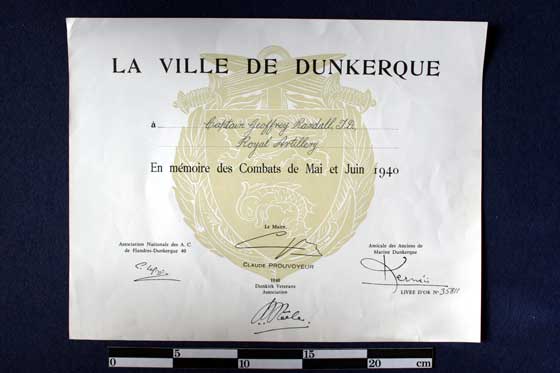 LA VILLE DE DUNKERQUE
à Captain Geoffrey Randall,
Royal Artillery
En mémoire des Combats de Mai et Juin 1940
Le Maire,
CLAUDE PROUVOYEUR
Association Nationale des A. C.
de Flandres-Dunkerque 40
Amicale des Anciens de
Marine Dunkerque
LIVRE D'OR N° 35811
1940
Dunkirk Veterans
Association
0 5 10 15 20 cm